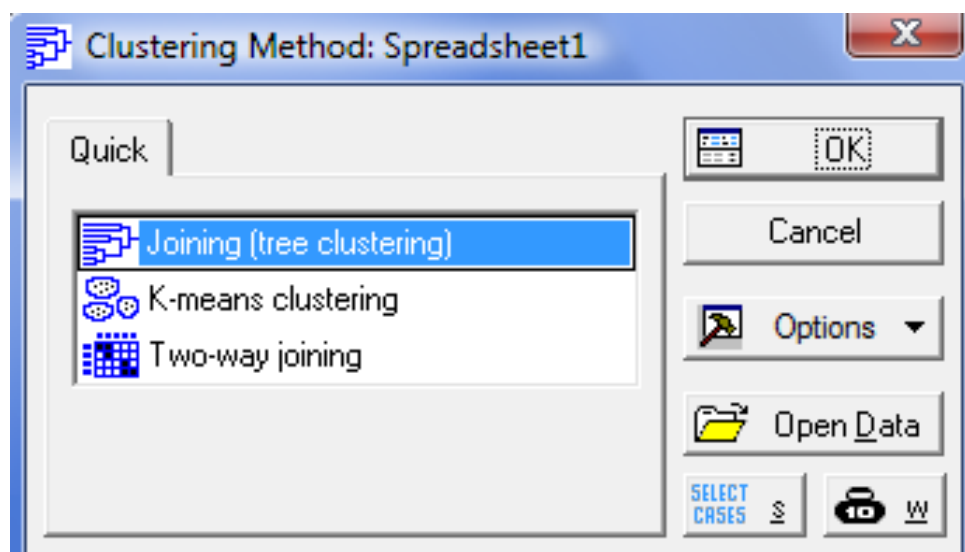 Clustering Method: Spreadsheet1
Quick
Joining (tree clustering)
K-means clustering
Two-way joining
OK
Cancel
Options
Open Data
SELECT
CASES S
10 W